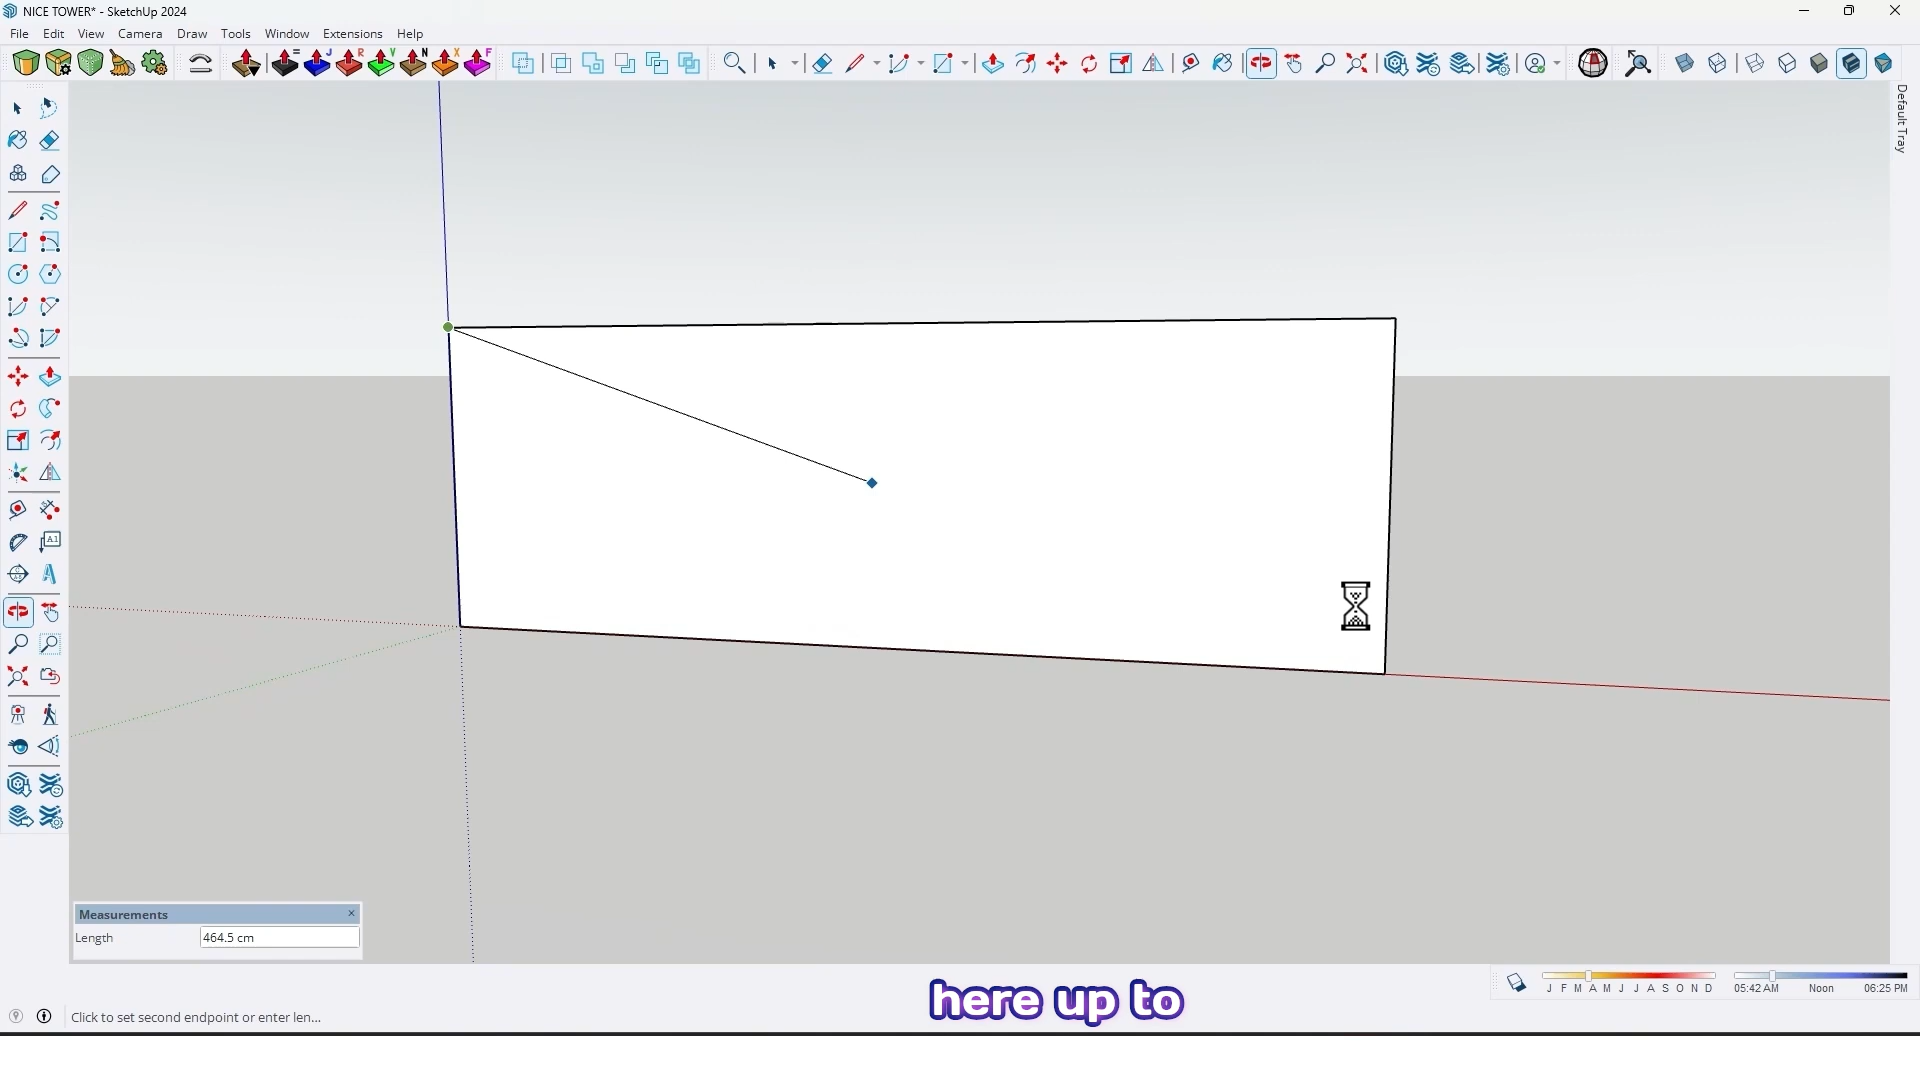 NICE TOWER* - SketchUp 2024
File Edit View Camera Draw Tools Window Extensions Help
= J R V N X F
Default Tray
A1
A
Measurements ×
Length 464.5 cm
J F M A M J J A S O N D
05:42 AM Noon 06:25 PM
here up to
Click to set second endpoint or enter len...